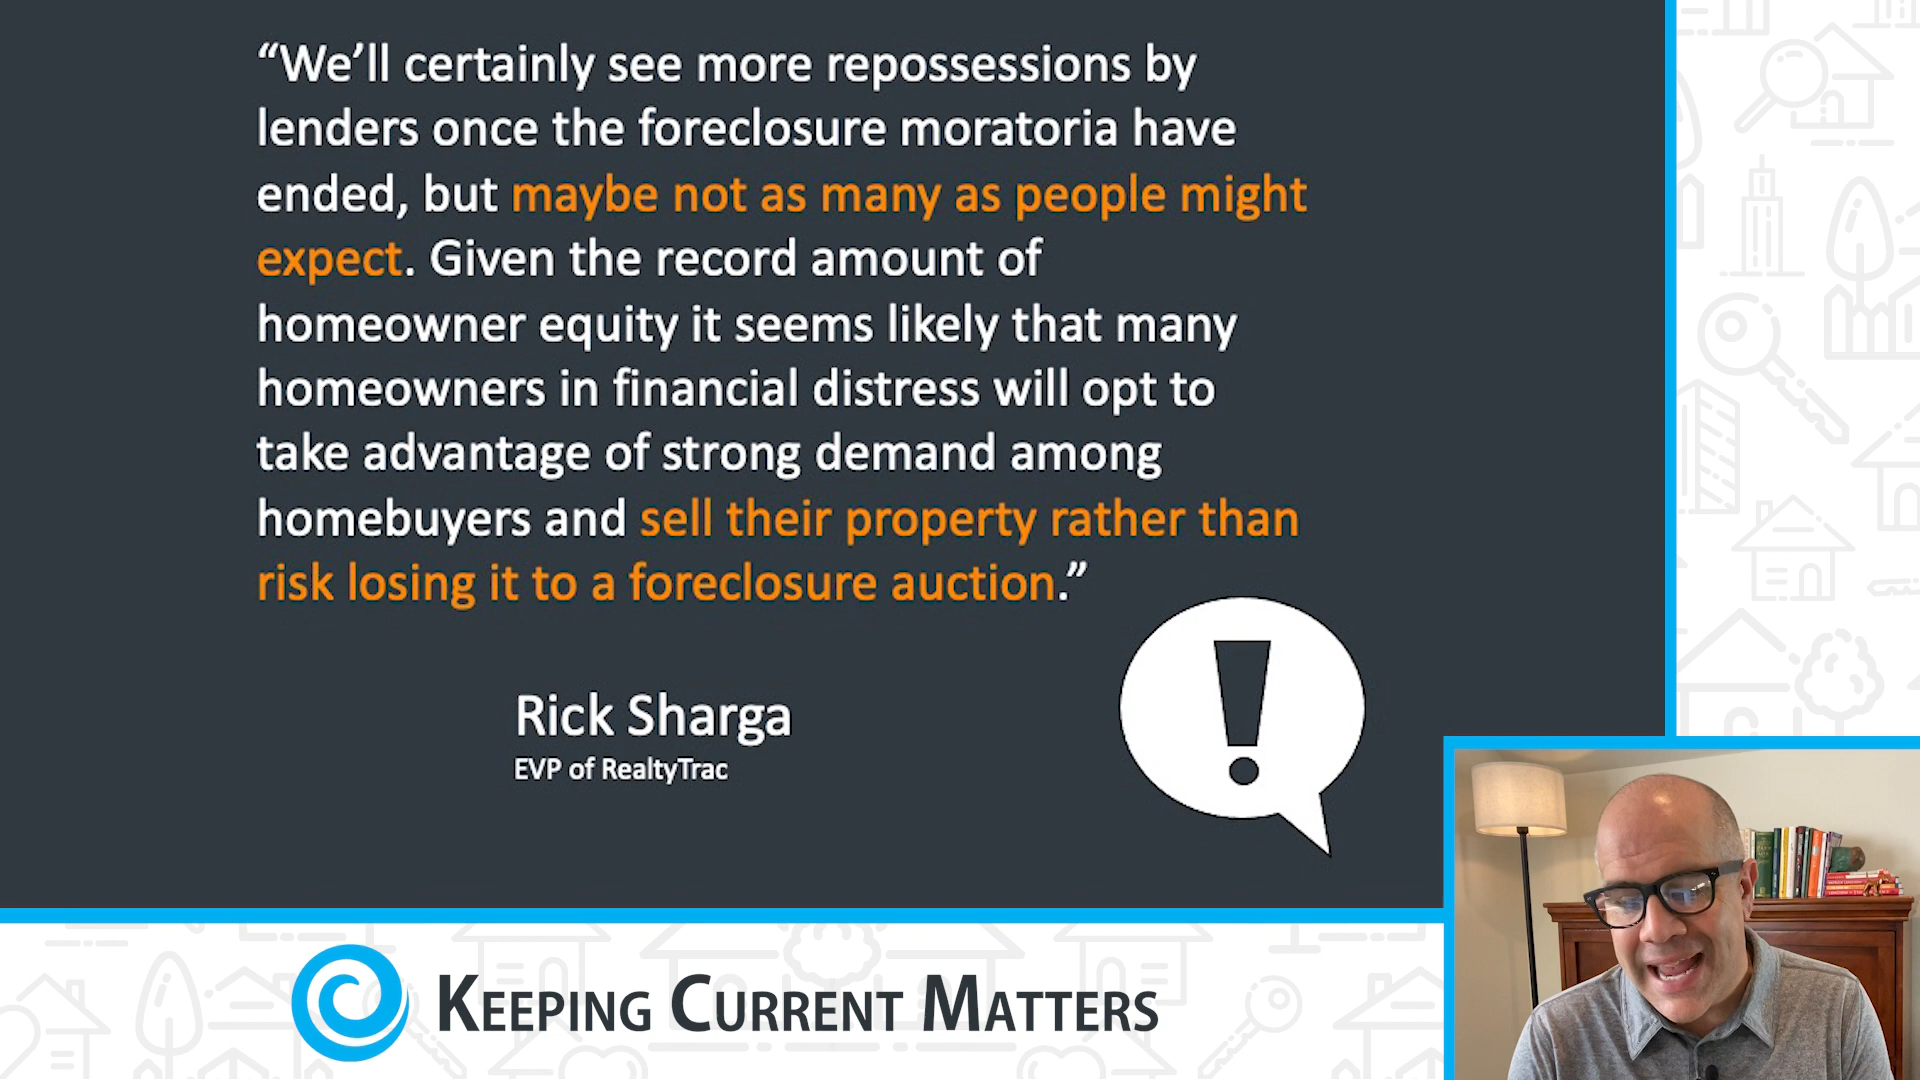 “We’ll certainly see more repossessions by
lenders once the foreclosure moratoria have
ended, but maybe not as many as people might
expect. Given the record amount of
homeowner equity it seems likely that many
homeowners in financial distress will opt to
take advantage of strong demand among
homebuyers and sell their property rather than
risk losing it to a foreclosure auction.”
Rick Sharga
EVP of RealtyTrac
!
KEEPING CURRENT MATTERS